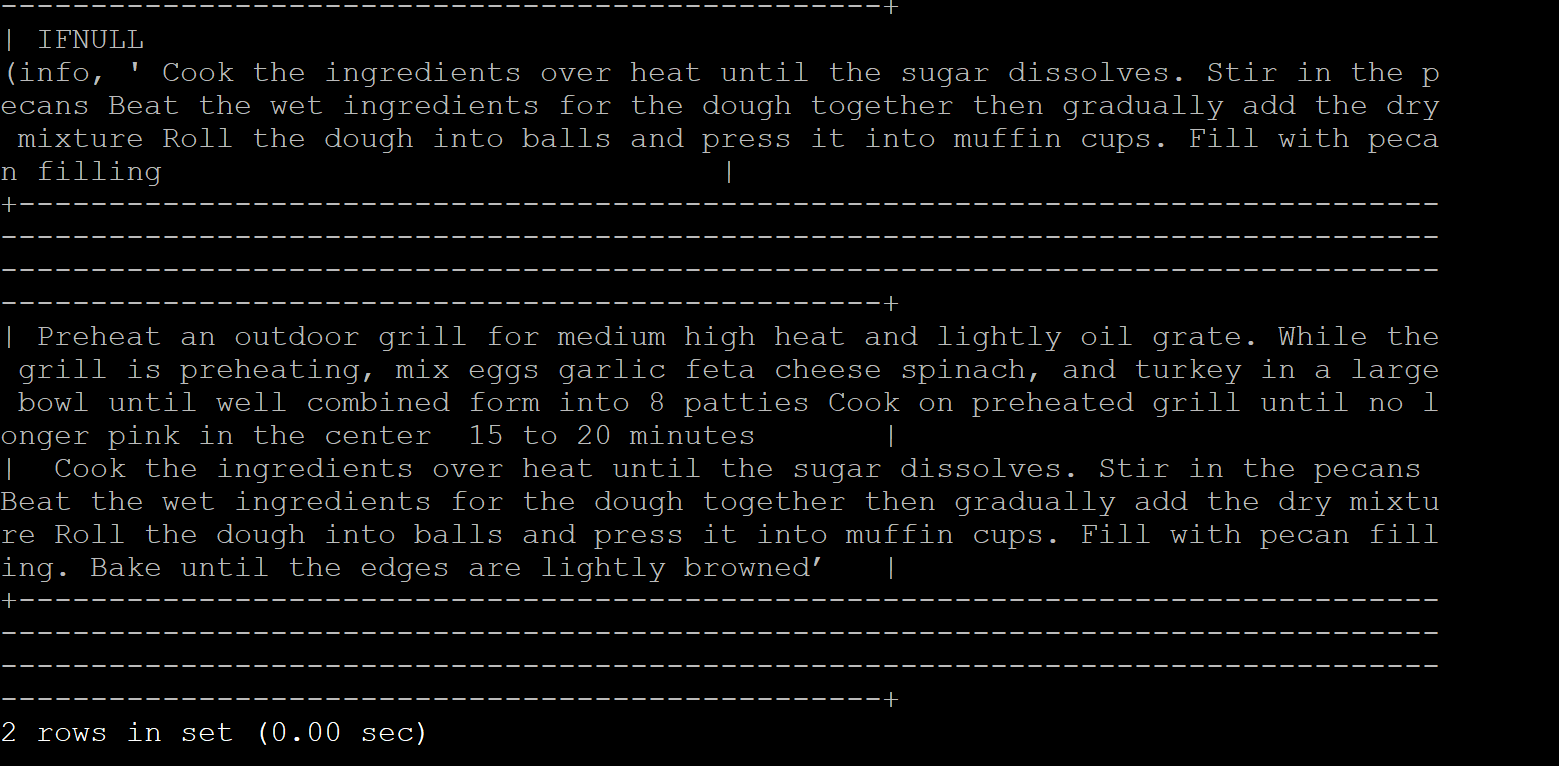 ------------------------------------------------+
| IFNULL
(info, ' Cook the ingredients over heat until the sugar dissolves. Stir in the p
ecans Beat the wet ingredients for the dough together then gradually add the dry
 mixture Roll the dough into balls and press it into muffin cups. Fill with peca
n filling                               |
+-------------------------------------------------------------------------------
--------------------------------------------------------------------------------
--------------------------------------------------------------------------------
-------------------------------------------------+
| Preheat an outdoor grill for medium high heat and lightly oil grate. While the
 grill is preheating, mix eggs garlic feta cheese spinach, and turkey in a large
 bowl until well combined form into 8 patties Cook on preheated grill until no l
onger pink in the center  15 to 20 minutes       |
|  Cook the ingredients over heat until the sugar dissolves. Stir in the pecans
Beat the wet ingredients for the dough together then gradually add the dry mixtu
re Roll the dough into balls and press it into muffin cups. Fill with pecan fill
ing. Bake until the edges are lightly browned’   |
+-------------------------------------------------------------------------------
--------------------------------------------------------------------------------
--------------------------------------------------------------------------------
-------------------------------------------------+
2 rows in set (0.00 sec)